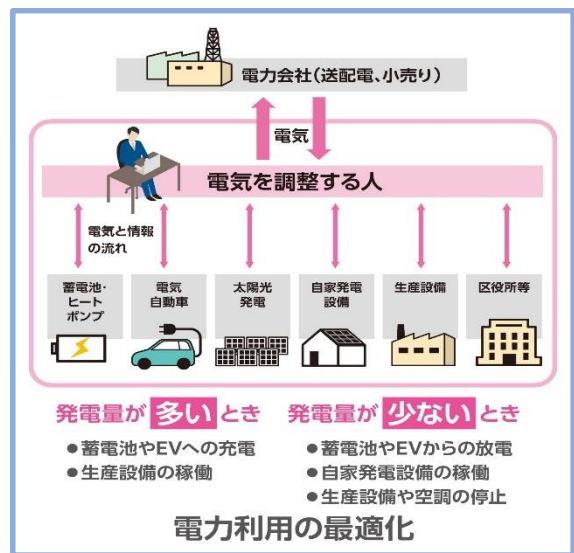 電力会社(送配電、小売り)
電気
電気を調整する人
電気と情報
の流れ
蓄電池・
ヒート
ポンプ
電気
自動車
太陽光
発電
自家発電
設備
生産設備
区役所等
発電量が 多い とき
●蓄電池やEVへの充電
●生産設備の稼働
発電量が 少ない とき
●蓄電池やEVからの放電
●自家発電設備の稼働
●生産設備や空調の停止
電力利用の最適化